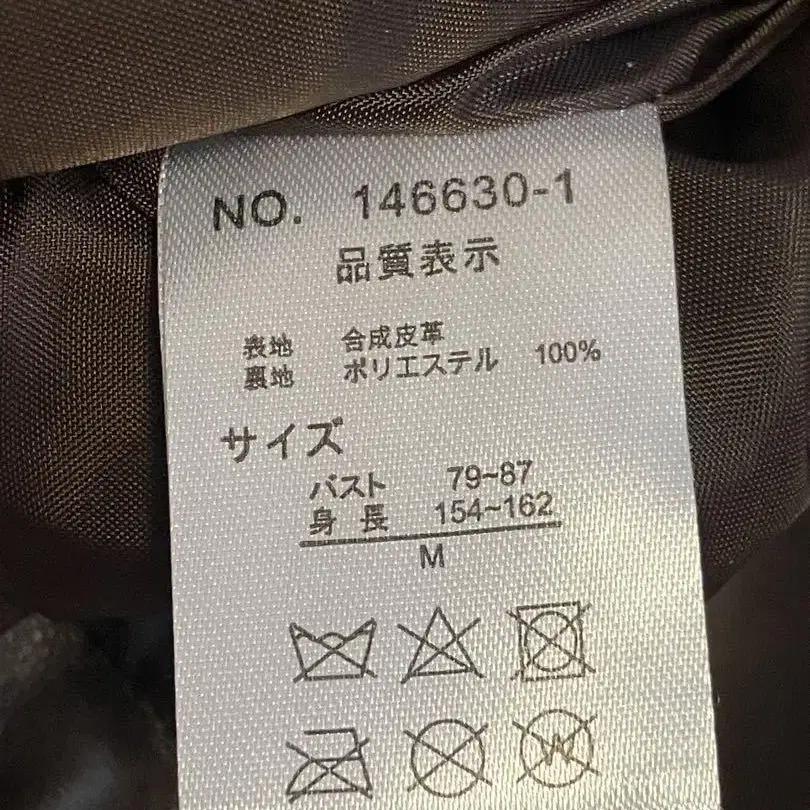 NO. 146630-1
品質表示
表地 合成皮革
裏地 ポリエステル 100%
サイズ
バスト 79~87
身長 154~162
M
W